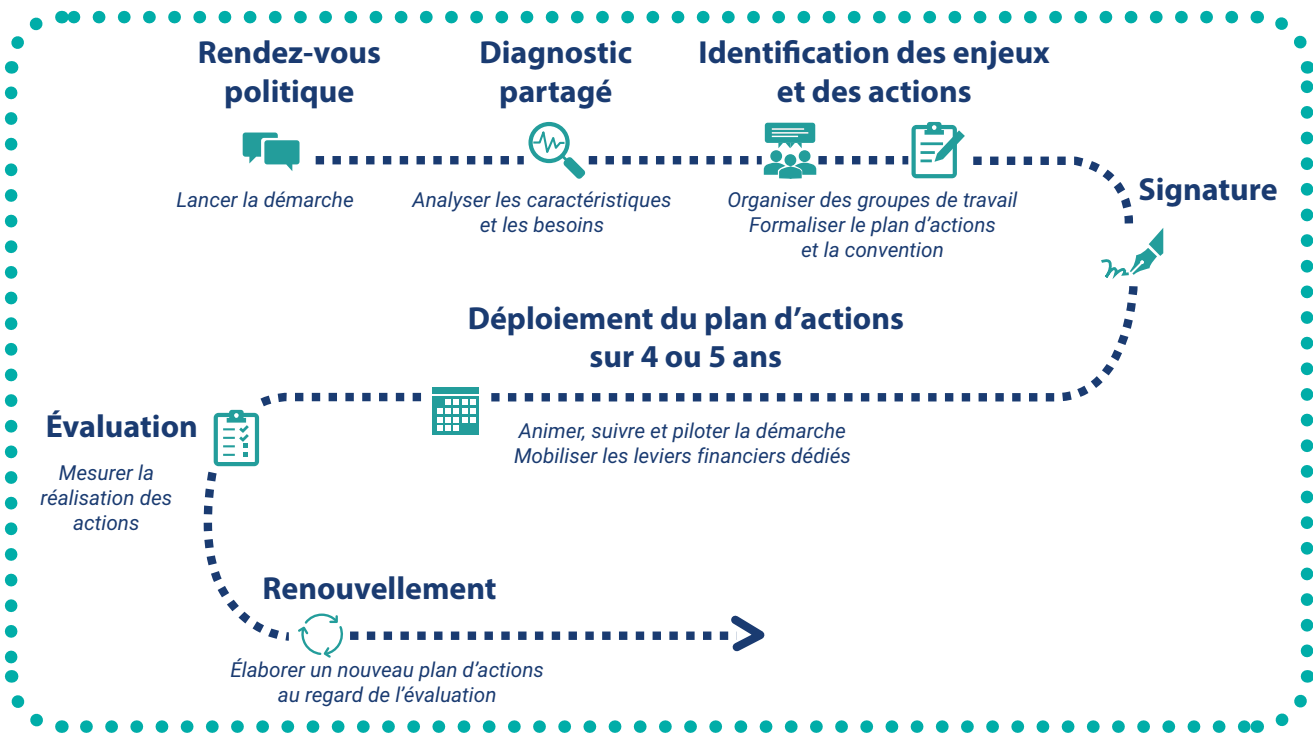 Rendez-vous
politique
Lancer la démarche
Diagnostic
partagé
Analyser les caractéristiques
et les besoins
Identification des enjeux
et des actions
Organiser des groupes de travail
Formaliser le plan d’actions
et la convention
Signature
Déploiement du plan d’actions
sur 4 ou 5 ans
Animer, suivre et piloter la démarche
Mobiliser les leviers financiers dédiés
Évaluation
Mesurer la
réalisation des
actions
Renouvellement
Élaborer un nouveau plan d’actions
au regard de l’évaluation